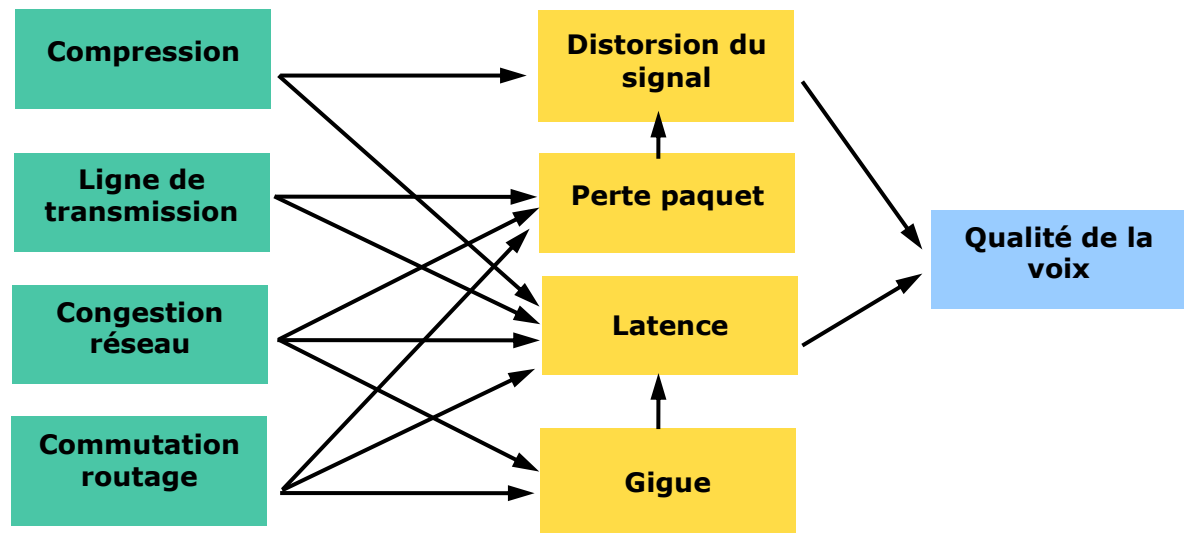 Compression
Ligne de
transmission
Congestion
réseau
Commutation
routage
Distorsion du
signal
Perte paquet
Latence
Gigue
Qualité de la
voix